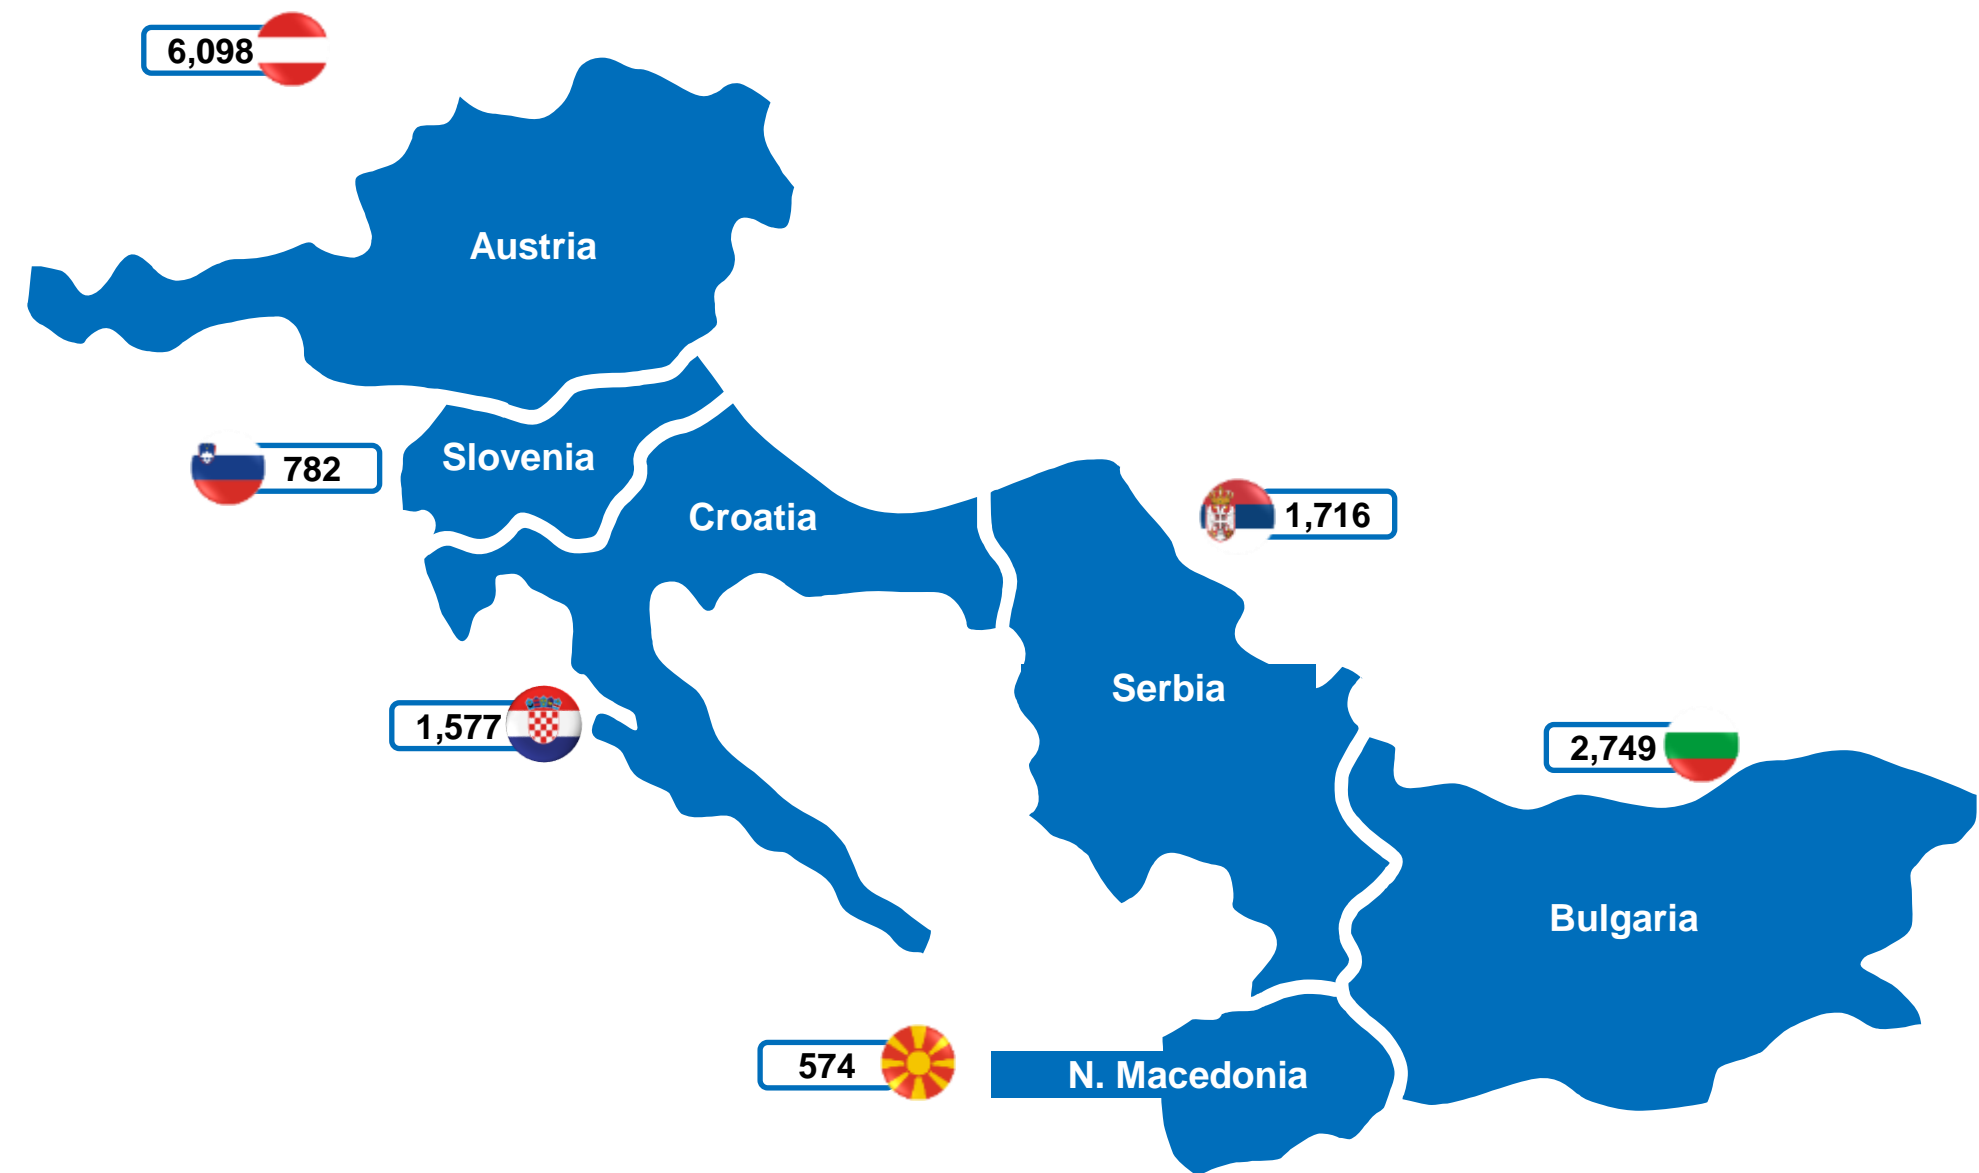 6,098
Austria
Slovenia
782
Croatia
1,716
Serbia
1,577
2,749
Bulgaria
574
N. Macedonia